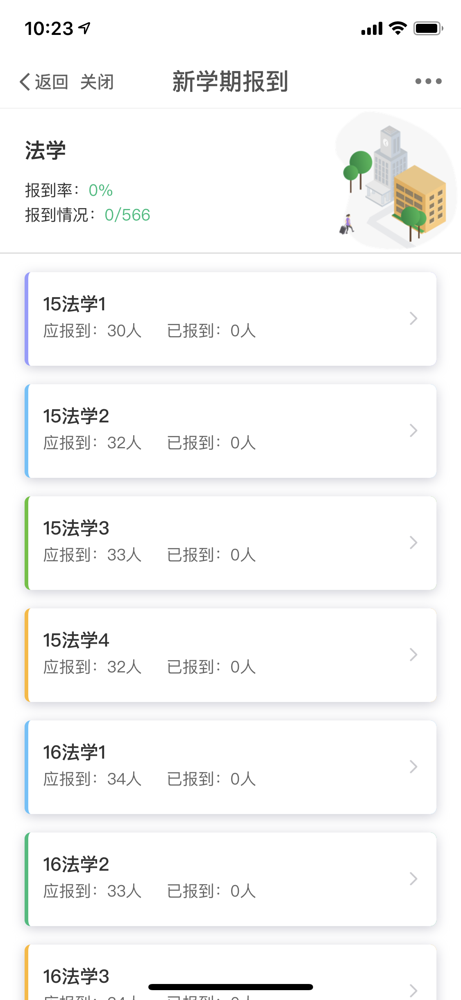 10:23
返回 关闭 新学期报到
法学
报到率：0%
报到情况：0/566
15法学1
应报到：30人 已报到：0人
15法学2
应报到：32人 已报到：0人
15法学3
应报到：33人 已报到：0人
15法学4
应报到：32人 已报到：0人
16法学1
应报到：34人 已报到：0人
16法学2
应报到：33人 已报到：0人
16法学3